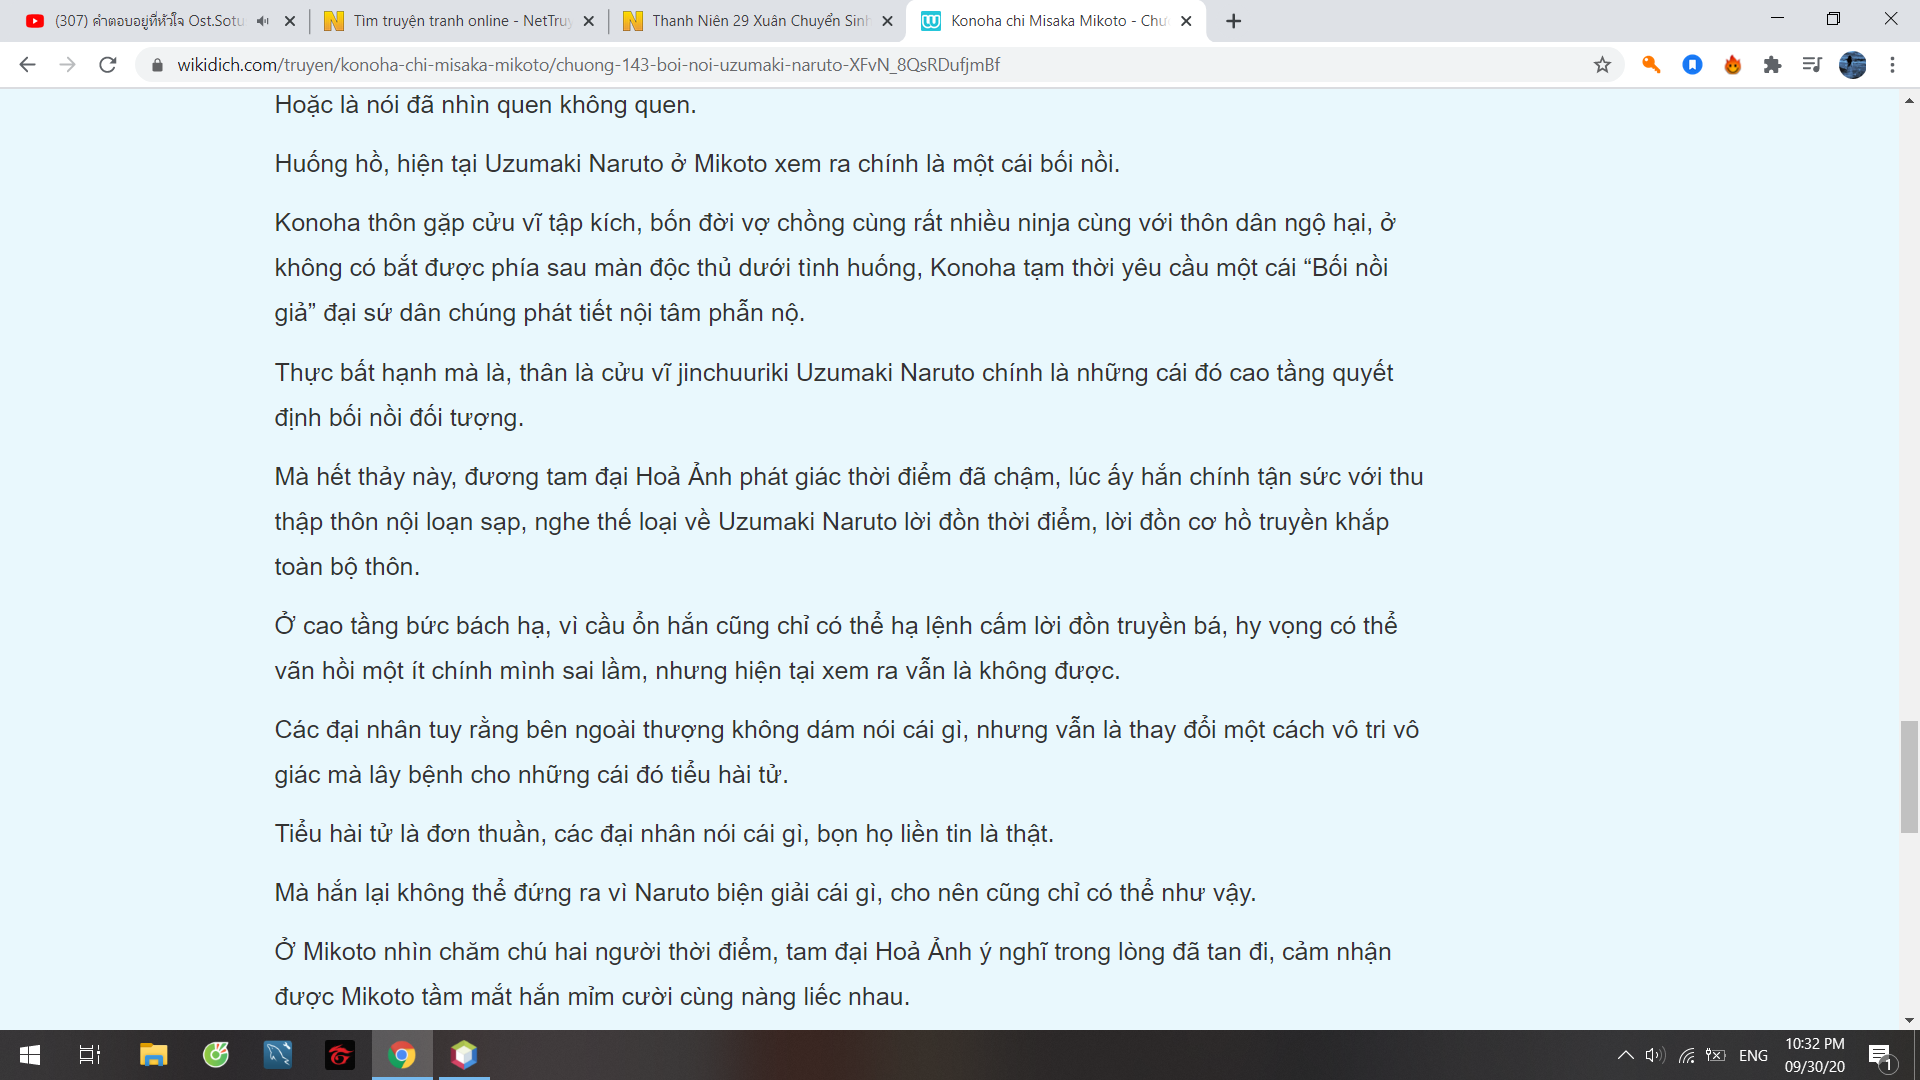 (307) คำตอบอยู่ที่หัวใจ Ost.Sotu
Tìm truyện tranh online - NetTruy
Thanh Niên 29 Xuân Chuyển Sinh
Konoha chi Misaka Mikoto - Chư
wikidich.com/truyen/konoha-chi-misaka-mikoto/chuong-143-boi-noi-uzumaki-naruto-XFvN_8QsRDufjmBf
Hoặc là nói đã nhìn quen không quen.
Huống hồ, hiện tại Uzumaki Naruto ở Mikoto xem ra chính là một cái bối nồi.
Konoha thôn gặp cửu vĩ tập kích, bốn đời vợ chồng cùng rất nhiều ninja cùng với thôn dân ngộ hại, ở
không có bắt được phía sau màn độc thủ dưới tình huống, Konoha tạm thời yêu cầu một cái “Bối nồi
giả” đại sứ dân chúng phát tiết nội tâm phẫn nộ.
Thực bất hạnh mà là, thân là cửu vĩ jinchuuriki Uzumaki Naruto chính là những cái đó cao tầng quyết
định bối nồi đối tượng.
Mà hết thảy này, đương tam đại Hoả Ảnh phát giác thời điểm đã chậm, lúc ấy hắn chính tận sức với thu
thập thôn nội loạn sạp, nghe thế loại về Uzumaki Naruto lời đồn thời điểm, lời đồn cơ hồ truyền khắp
toàn bộ thôn.
Ở cao tầng bức bách hạ, vì cầu ổn hắn cũng chỉ có thể hạ lệnh cấm lời đồn truyền bá, hy vọng có thể
vãn hồi một ít chính mình sai lầm, nhưng hiện tại xem ra vẫn là không được.
Các đại nhân tuy rằng bên ngoài thượng không dám nói cái gì, nhưng vẫn là thay đổi một cách vô tri vô
giác mà lây bệnh cho những cái đó tiểu hài tử.
Tiểu hài tử là đơn thuần, các đại nhân nói cái gì, bọn họ liền tin là thật.
Mà hắn lại không thể đứng ra vì Naruto biện giải cái gì, cho nên cũng chỉ có thể như vậy.
Ở Mikoto nhìn chăm chú hai người thời điểm, tam đại Hoả Ảnh ý nghĩ trong lòng đã tan đi, cảm nhận
được Mikoto tầm mắt hắn mỉm cười cùng nàng liếc nhau.
ENG
10:32 PM
09/30/20
1